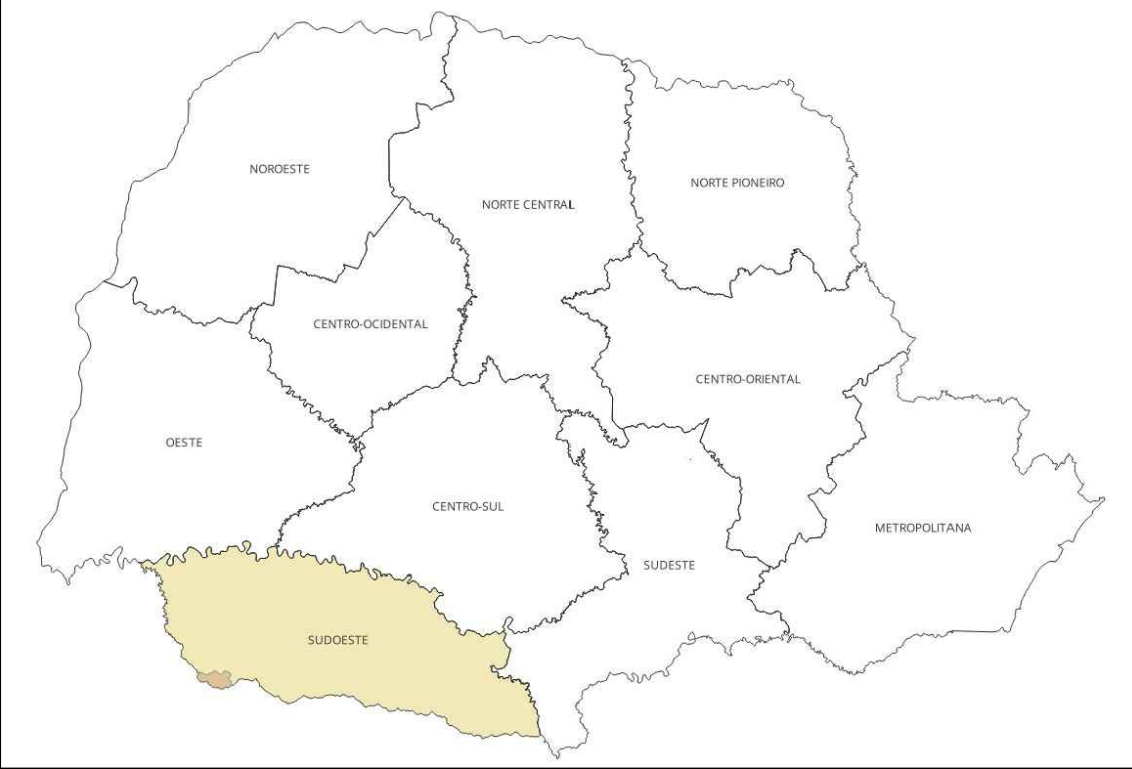 NOROESTE
NORTE PIONEIRO
NORTE CENTRAL
CENTRO-OCIDENTAL
CENTRO-ORIENTAL
OESTE
CENTRO-SUL
METROPOLITANA
SUDESTE
SUDOESTE